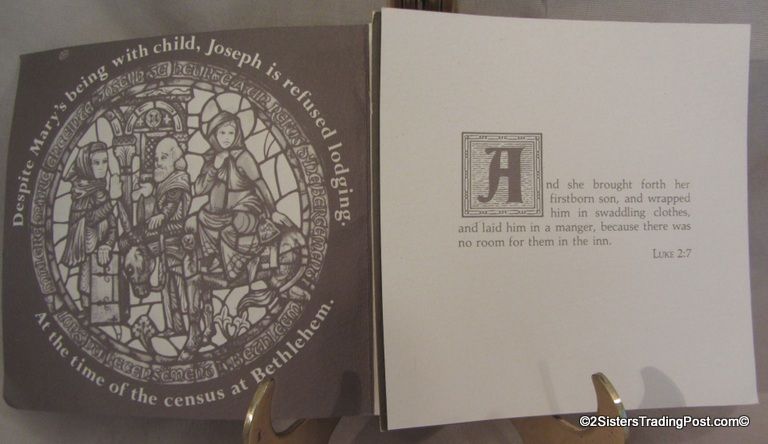 Despite Mary's being with child, Joseph is refused lodging.
At the time of the census at Bethlehem.
And she brought forth her
firstborn son, and wrapped
him in swaddling clothes,
and laid him in a manger, because there was
no room for them in the inn.
LUKE 2:7
©2SistersTradingPost.com